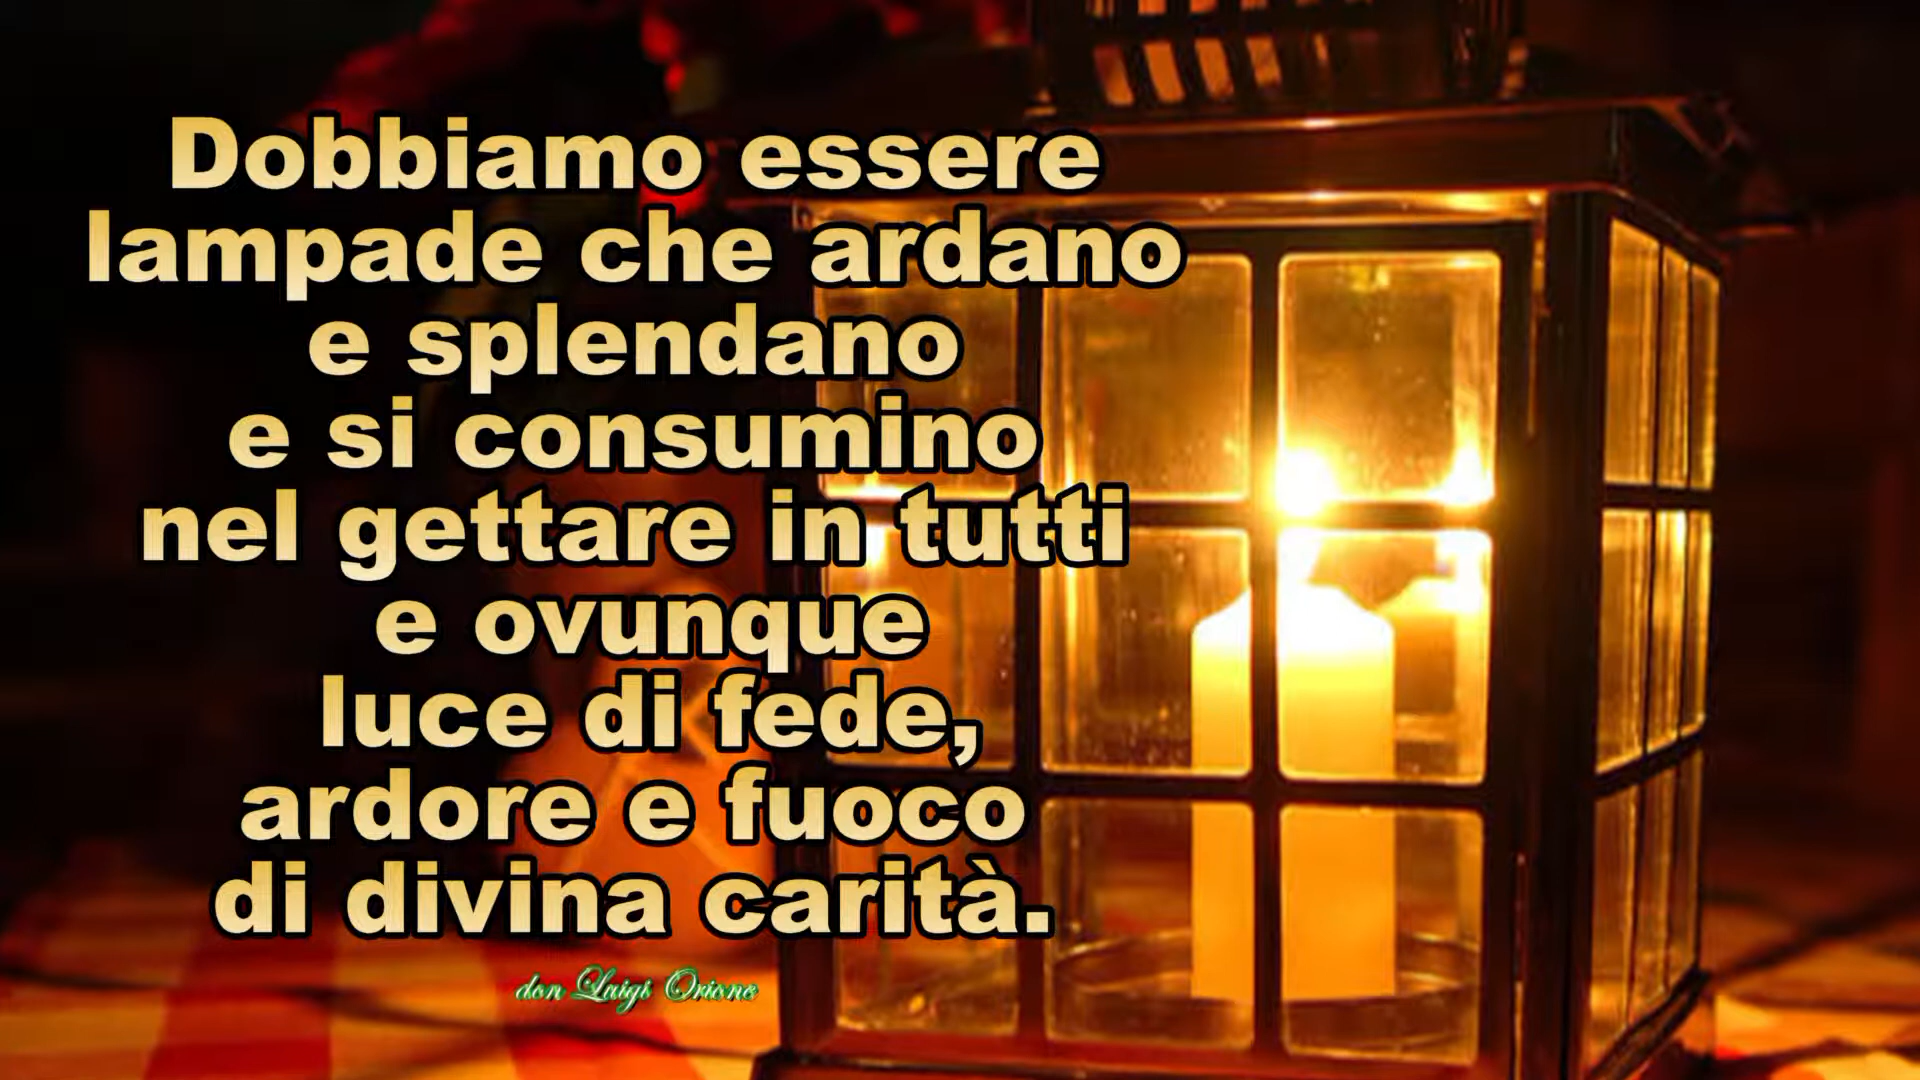 Dobbiamo essere
lampade che ardano
e splendano
e si consumino
nel gettare in tutti
e ovunque
luce di fede,
ardore e fuoco
di divina carità.
don Luigi Orione